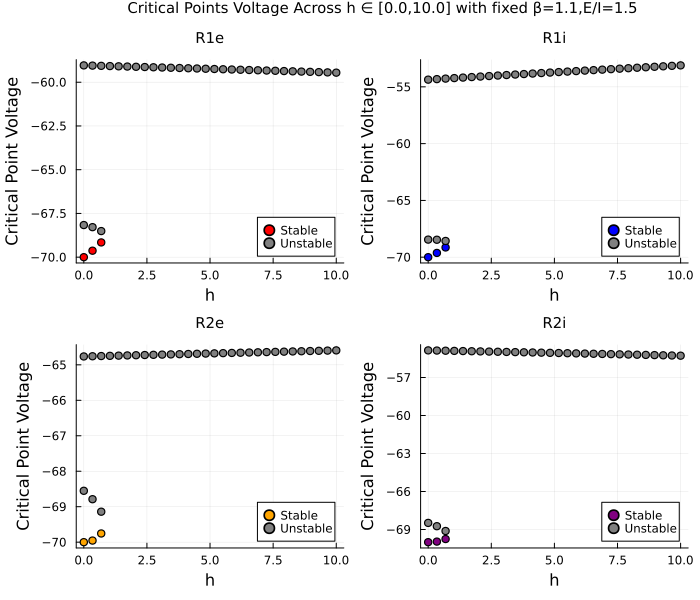 Critical Points Voltage Across h ∈ [0.0,10.0] with fixed β=1.1,E/I=1.5
R1e
Critical Point Voltage
−60.0
−62.5
−65.0
−67.5
−70.0
Stable
Unstable
0.0 2.5 5.0 7.5 10.0
h
R1i
Critical Point Voltage
−55
−60
−65
−70
Stable
Unstable
0.0 2.5 5.0 7.5 10.0
h
R2e
Critical Point Voltage
−65
−66
−67
−68
−69
−70
Stable
Unstable
0.0 2.5 5.0 7.5 10.0
h
R2i
Critical Point Voltage
−57
−60
−63
−66
−69
Stable
Unstable
0.0 2.5 5.0 7.5 10.0
h